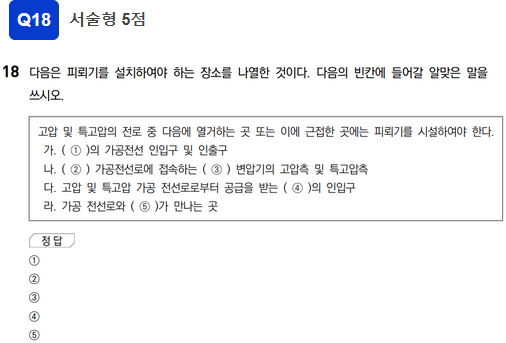 Q18 서술형 5점
18 다음은 피뢰기를 설치하여야 하는 장소를 나열한 것이다. 다음의 빈칸에 들어갈 알맞은 말을
쓰시오.
고압 및 특고압의 전로 중 다음에 열거하는 곳 또는 이에 근접한 곳에는 피뢰기를 시설하여야 한다.
가. ( ① )의 가공전선 인입구 및 인출구
나. ( ② ) 가공전선로에 접속하는 ( ③ ) 변압기의 고압측 및 특고압측
다. 고압 및 특고압 가공 전선로로부터 공급을 받는 ( ④ )의 인입구
라. 가공 전선로와 ( ⑤ )가 만나는 곳
정답
①
②
③
④
⑤